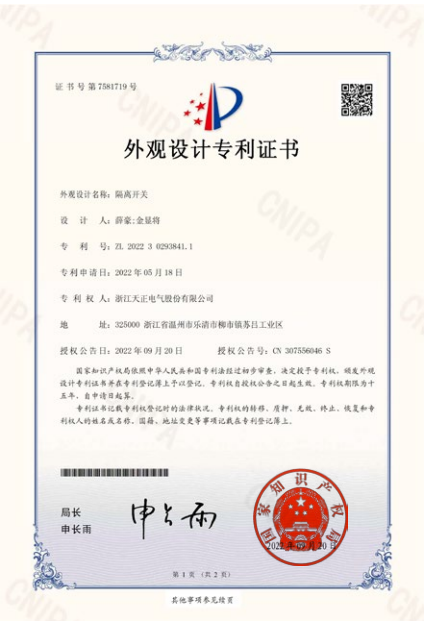 证书号第7581719号
外观设计专利证书
外观设计名称：隔离开关
设 计 人：薛豪;金显将
专 利 号：ZL 2022 3 0293841.1
专利申请日：2022年05月18日
专 利 权 人：浙江天正电气股份有限公司
地 址：325000 浙江省温州市乐清市柳市镇苏吕工业区
授权公告日：2022年09月20日 授权公告号：CN 307556046 S
国家知识产权局依照中华人民共和国专利法经过初步审查，决定授予专利权，颁发外观
设计专利证书并在专利登记簿上予以登记。专利权自授权公告之日起生效。专利权期限为十
五年，自申请日起算。
专利证书记载专利权登记时的法律状况。专利权的转移、质押、无效、终止、恢复和专
利权人的姓名或名称、国籍、地址变更等事项记载在专利登记簿上。
局长
申长雨
申长雨
国家知识产权局
2022年09月20日
第 1 页 （共 2 页）
其他事项参见续页
CNIPA
CNIPA
CNIPA